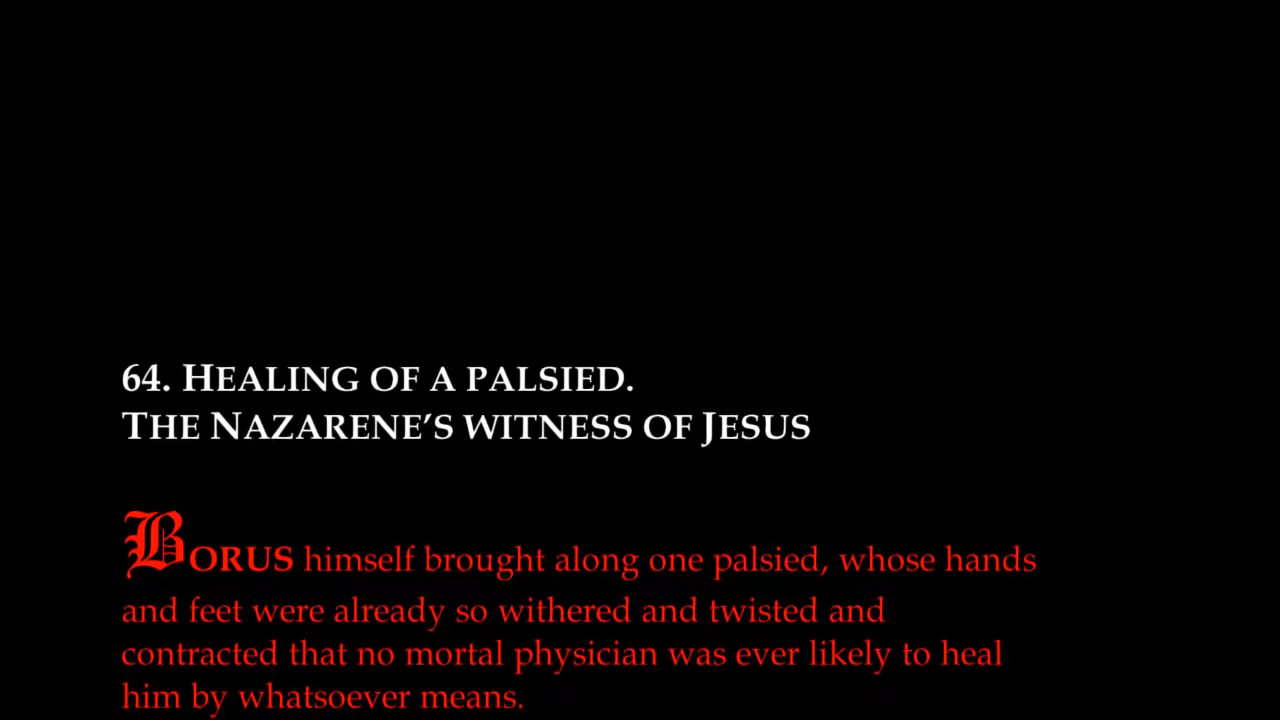 64. HEALING OF A PALSIED.
THE NAZARENE’S WITNESS OF JESUS
BORUS himself brought along one palsied, whose hands
and feet were already so withered and twisted and
contracted that no mortal physician was ever likely to heal
him by whatsoever means.